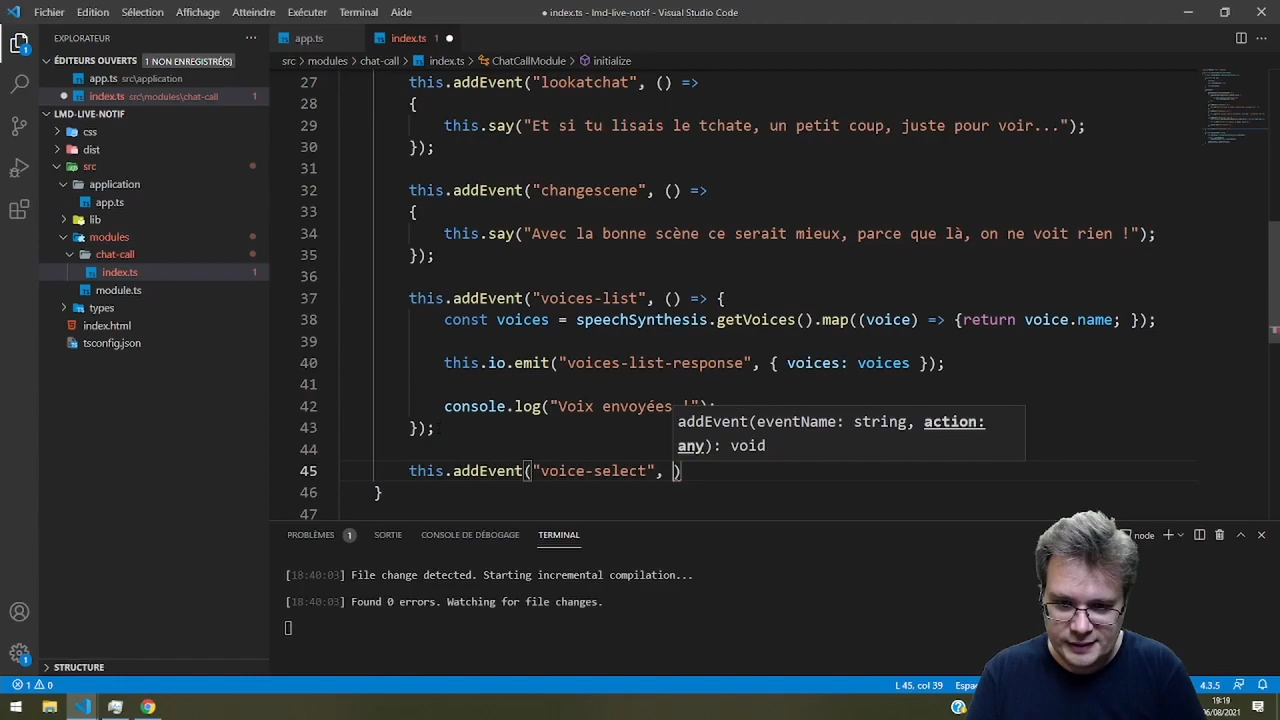 Fichier Edition Sélection Affichage Atteindre Exécuter Terminal Aide
● index.ts - lmd-live-notif - Visual Studio Code
EXPLORATEUR ...
app.ts
index.ts 1 ●
ÉDITEURS OUVERTS 1 NON ENREGISTRÉ(S)
src > modules > chat-call > index.ts > ChatCallModule > initialize
app.ts src\application
● index.ts src\modules\chat-call 1
LMD-LIVE-NOTIF
css
dist
src
application
app.ts
lib
modules
chat-call
index.ts 1
module.ts
types
index.html
tsconfig.json
STRUCTURE
27 this.addEvent("lookatchat", () =>
28 {
29 this.say("Et si tu lisais le tchate, un petit coup, juste pour voir...");
30 });
31
32 this.addEvent("changescene", () =>
33 {
34 this.say("Avec la bonne scène ce serait mieux, parce que là, on ne voit rien !");
35 });
36
37 this.addEvent("voices-list", () => {
38 const voices = speechSynthesis.getVoices().map((voice) => {return voice.name; });
39
40 this.io.emit("voices-list-response", { voices: voices });
41
42 console.log("Voix envoyées !");
43 });
44
45 this.addEvent("voice-select", )
46 }
47
addEvent(eventName: string, action:
any): void
PROBLÈMES 1 SORTIE CONSOLE DE DÉBOGAGE TERMINAL
node
[18:40:03] File change detected. Starting incremental compilation...
[18:40:03] Found 0 errors. Watching for file changes.
1 0
L 45, col 39
4.3.5
19:19
06/08/2021